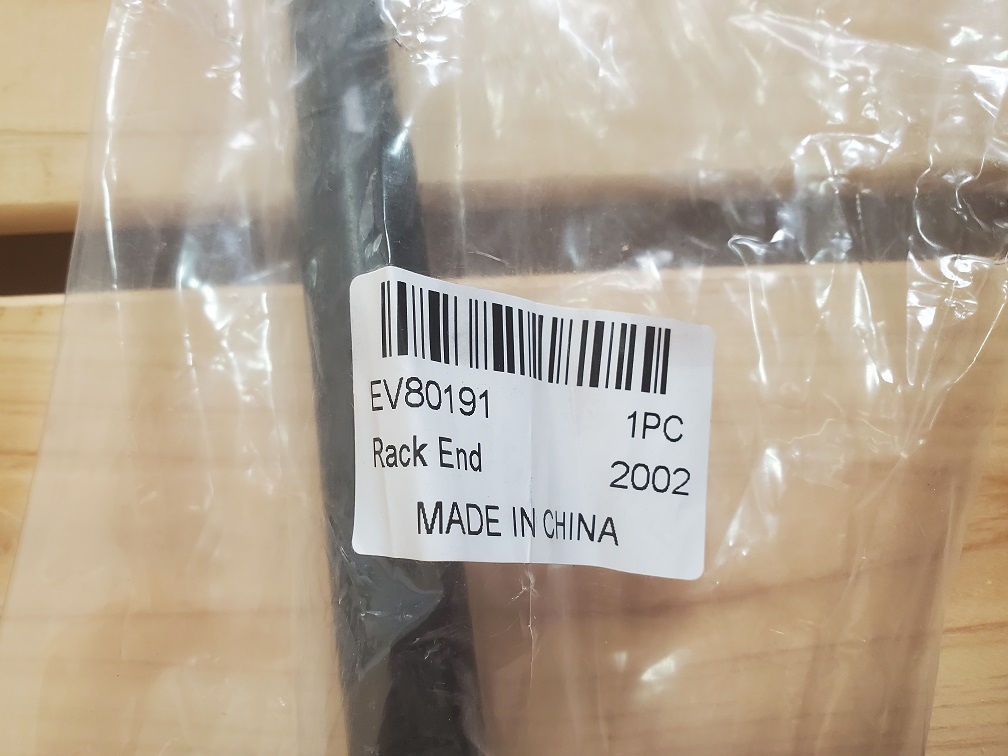 EV80191 1PC
Rack End 2002
MADE IN CHINA